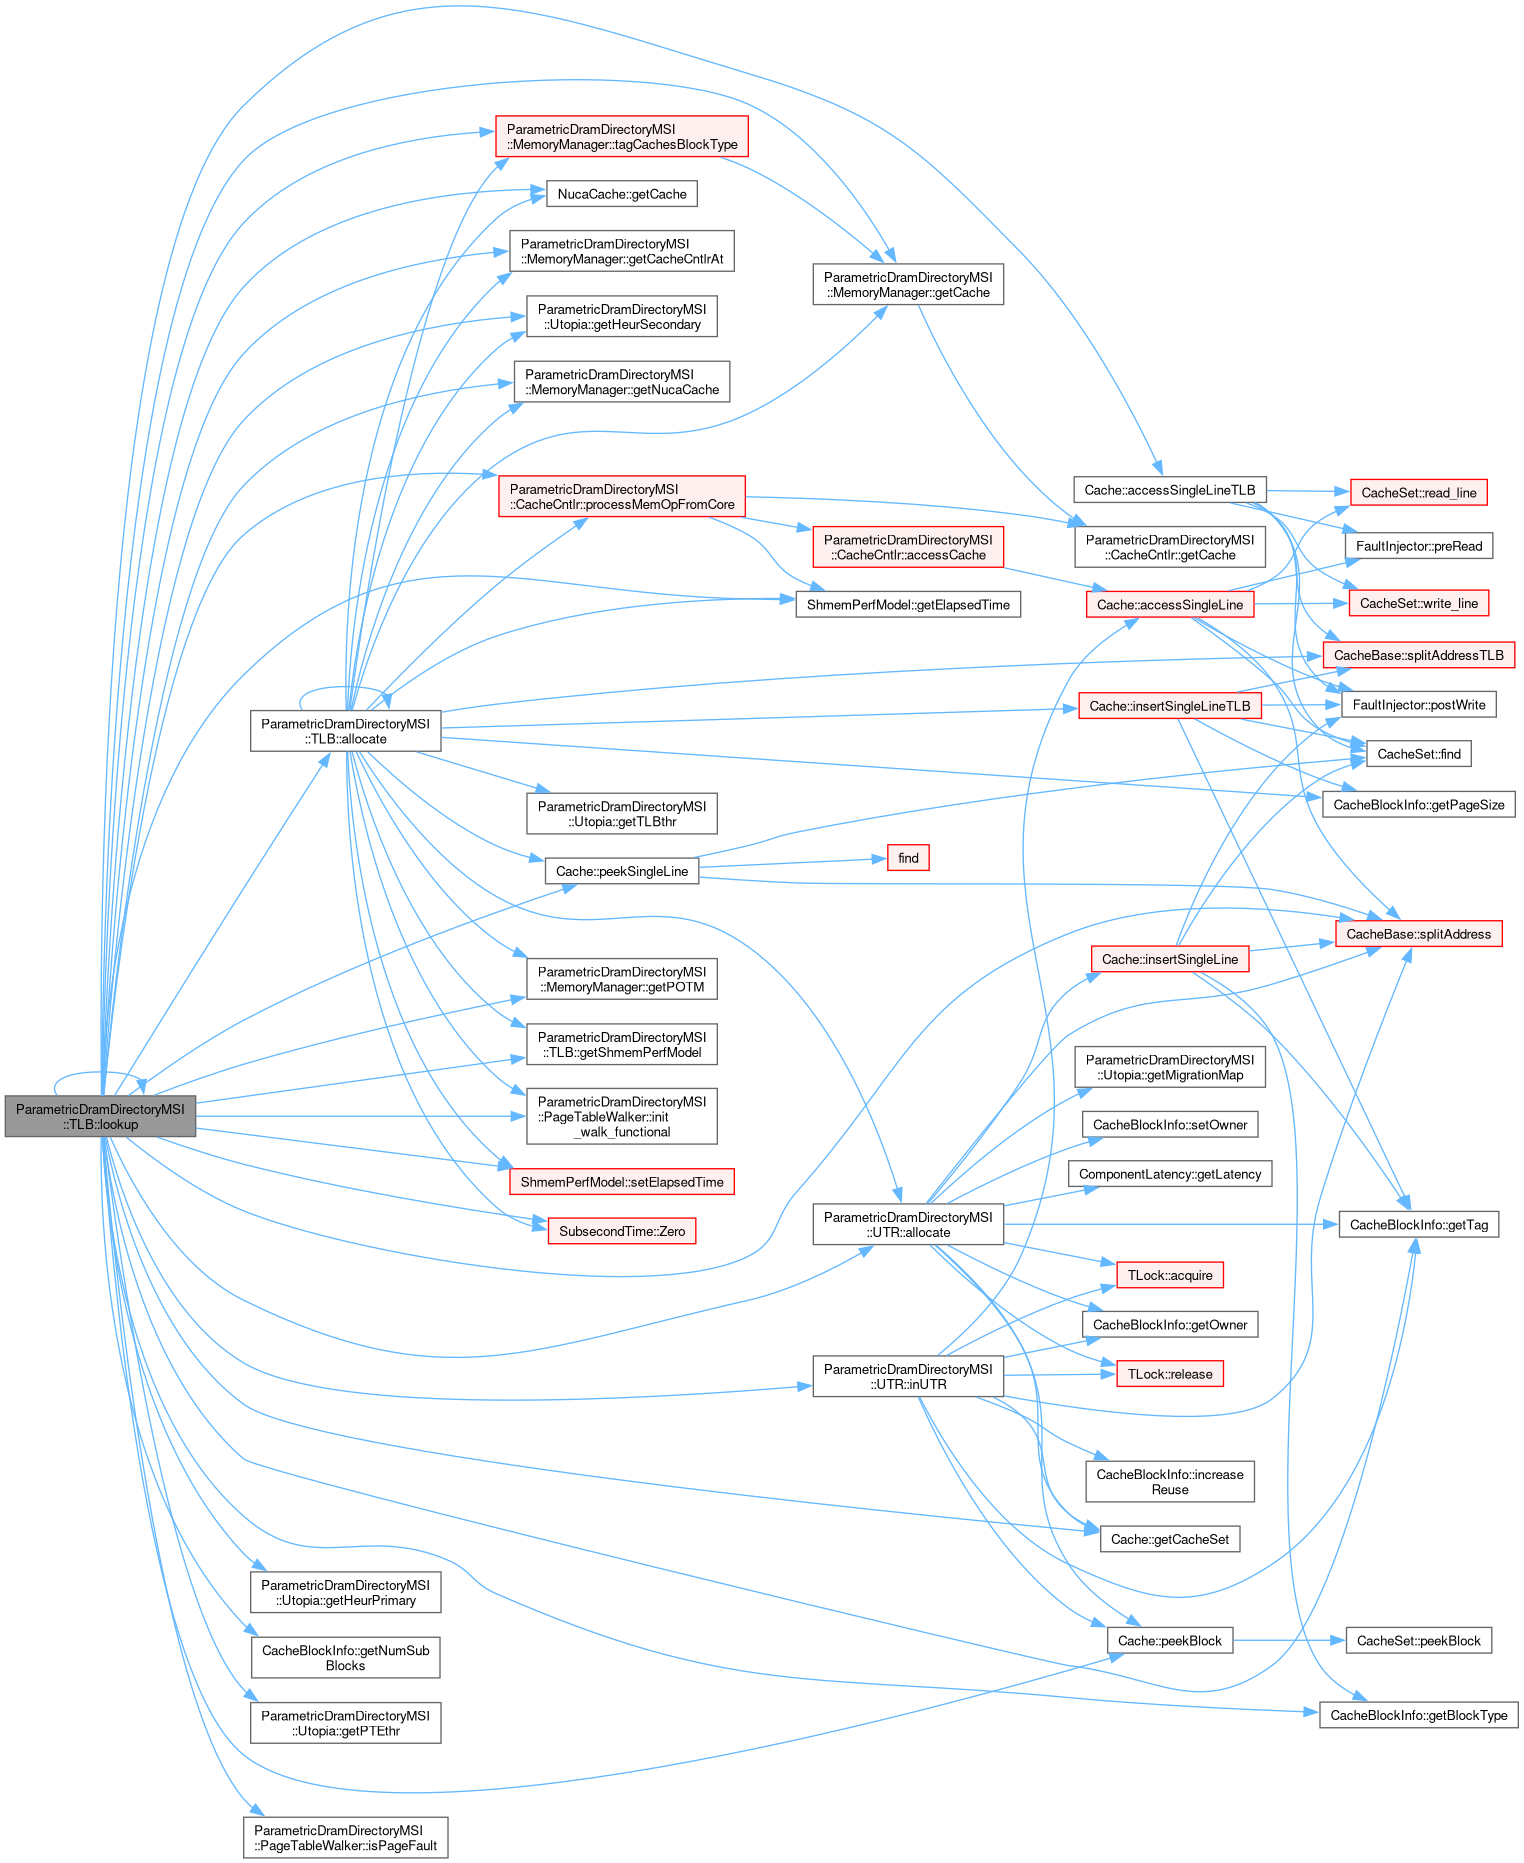 ParametricDramDirectoryMSI
::TLB::lookup
ParametricDramDirectoryMSI
::TLB::allocate
ParametricDramDirectoryMSI
::Utopia::getHeurPrimary
CacheBlockInfo::getNumSub
Blocks
ParametricDramDirectoryMSI
::Utopia::getPTEthr
ParametricDramDirectoryMSI
::PageTableWalker::isPageFault
ParametricDramDirectoryMSI
::MemoryManager::tagCachesBlockType
NucaCache::getCache
ParametricDramDirectoryMSI
::MemoryManager::getCacheCntlrAt
ParametricDramDirectoryMSI
::Utopia::getHeurSecondary
ParametricDramDirectoryMSI
::MemoryManager::getNucaCache
ParametricDramDirectoryMSI
::CacheCntlr::processMemOpFromCore
ParametricDramDirectoryMSI
::Utopia::getTLBthr
Cache::peekSingleLine
ParametricDramDirectoryMSI
::MemoryManager::getPOTM
ParametricDramDirectoryMSI
::TLB::getShmemPerfModel
ParametricDramDirectoryMSI
::PageTableWalker::init
_walk_functional
ShmemPerfModel::setElapsedTime
SubsecondTime::Zero
ParametricDramDirectoryMSI
::MemoryManager::getCache
ParametricDramDirectoryMSI
::CacheCntlr::accessCache
ShmemPerfModel::getElapsedTime
find
ParametricDramDirectoryMSI
::UTR::allocate
ParametricDramDirectoryMSI
::UTR::inUTR
Cache::accessSingleLineTLB
ParametricDramDirectoryMSI
::CacheCntlr::getCache
Cache::accessSingleLine
Cache::insertSingleLineTLB
Cache::insertSingleLine
ParametricDramDirectoryMSI
::Utopia::getMigrationMap
CacheBlockInfo::setOwner
ComponentLatency::getLatency
TLock::acquire
CacheBlockInfo::getOwner
TLock::release
CacheBlockInfo::increase
Reuse
Cache::getCacheSet
Cache::peekBlock
CacheSet::read_line
FaultInjector::preRead
CacheSet::write_line
CacheBase::splitAddressTLB
FaultInjector::postWrite
CacheSet::find
CacheBlockInfo::getPageSize
CacheBase::splitAddress
CacheBlockInfo::getTag
CacheSet::peekBlock
CacheBlockInfo::getBlockType